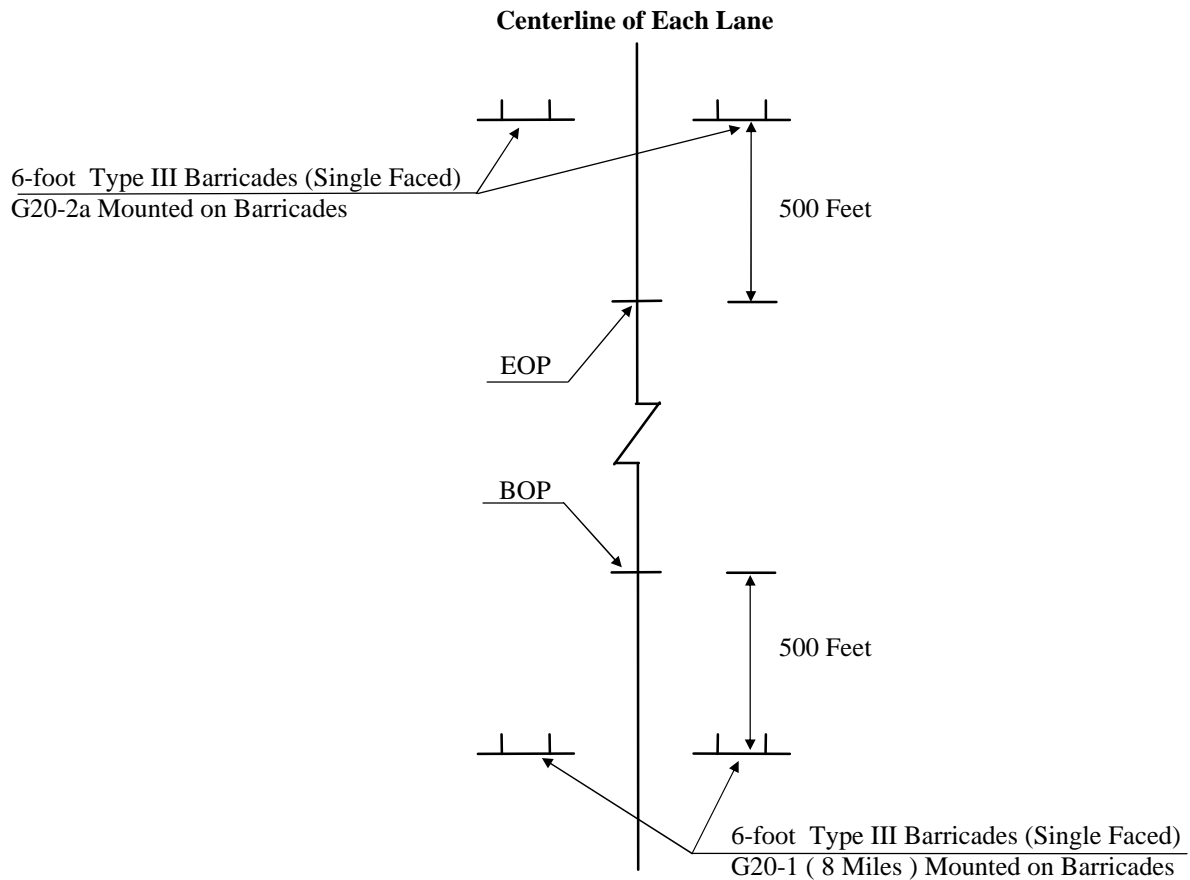 Centerline of Each Lane
6-foot Type III Barricades (Single Faced)
G20-2a Mounted on Barricades
500 Feet
EOP
BOP
500 Feet
6-foot Type III Barricades (Single Faced)
G20-1 ( 8 Miles ) Mounted on Barricades